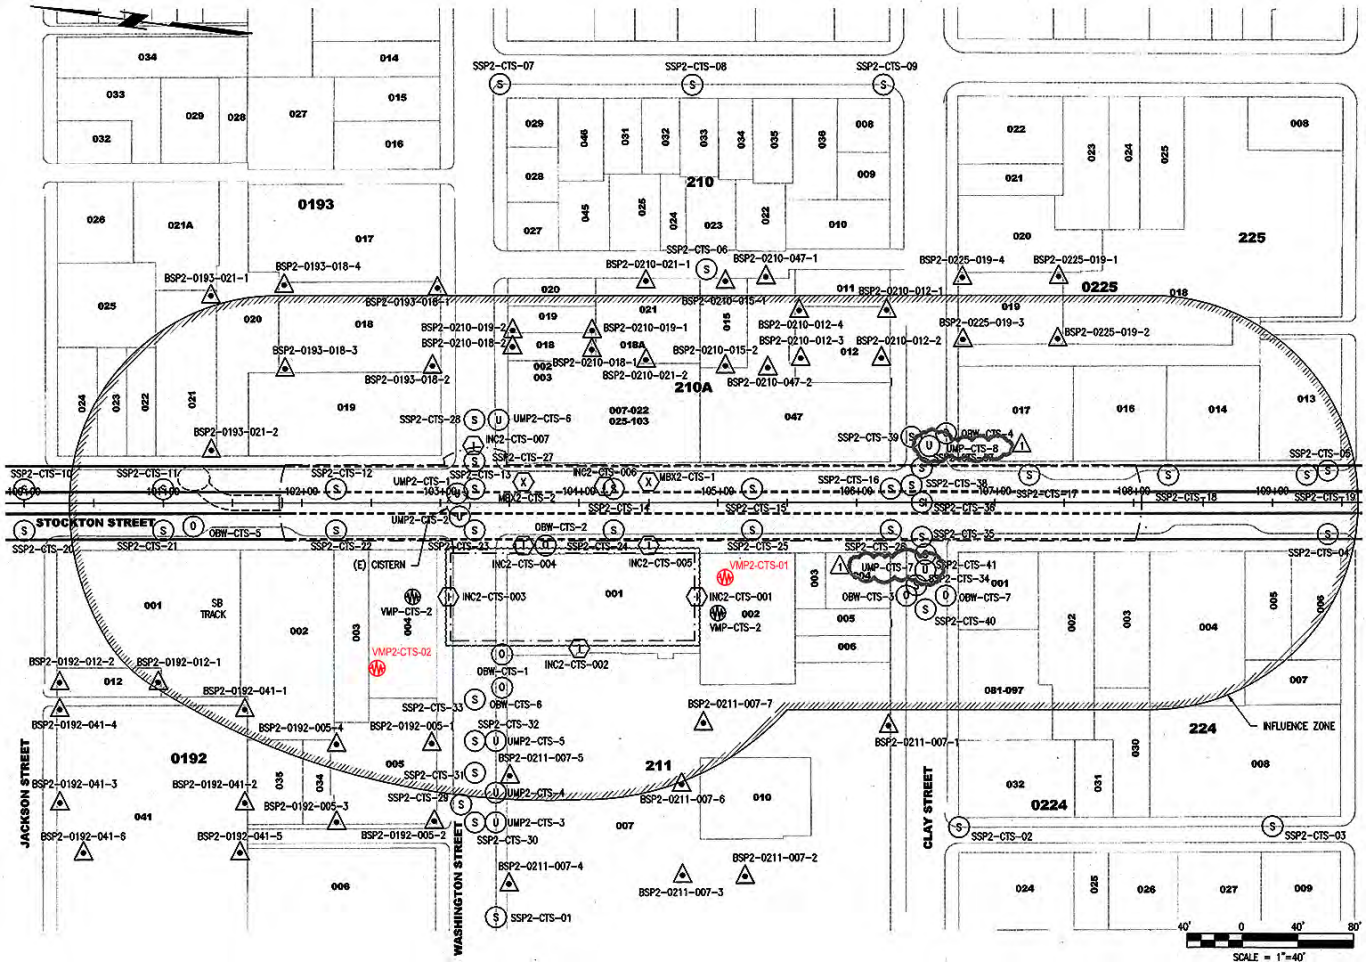 034
014
033
029
028
027
015
032
016
SSP2-CTS-07
SSP2-CTS-08
SSP2-CTS-09
S
S
S
029
046
031
032
033
034
035
036
008
028
009
210
045
025
024
023
022
010
027
022
023
024
025
008
021
020
225
0193
026
021A
017
025
SSP2-CTS-06
S
BSP2-0193-021-1
BSP2-0193-018-4
BSP2-0193-018-1
BSP2-0210-021-1
BSP2-0210-047-1
BSP2-0210-015-1
BSP2-0210-012-1
BSP2-0225-019-4
BSP2-0225-019-1
0225
020
011
019
018
020
018
019
021
015
BSP2-0210-019-2
BSP2-0210-019-1
BSP2-0210-012-4
BSP2-0225-019-3
BSP2-0225-019-2
BSP2-0210-018-2
018
018A
BSP2-0193-018-3
BSP2-0193-018-2
BSP2-0210-018-1
BSP2-0210-021-2
BSP2-0210-015-2
BSP2-0210-012-3
012
BSP2-0210-012-2
BSP2-0210-047-2
002
003
210A
024
023
022
021
019
007-022
025-103
047
017
016
014
013
BSP2-0193-021-2
SSP2-CTS-28
S
U
UMP2-CTS-6
INC2-CTS-007
SSP2-CTS-27
SSP2-CTS-39
OBW-CTS-4
U
UMP-CTS-8
1
SSP2-CTS-10
SSP2-CTS-11
SSP2-CTS-12
SSP2-CTS-13
INC2-CTS-006
MBX2-CTS-1
SSP2-CTS-16
SSP2-CTS-38
SSP2-CTS-05
UMP2-CTS-1
MBX2-CTS-2
100+00
101+00
102+00
103+00
104+00
105+00
106+00
107+00
108+00
109+00
SSP2-CTS-14
SSP2-CTS-15
SSP2-CTS-36
SSP2-CTS-17
SSP2-CTS-18
SSP2-CTS-19
STOCKTON STREET
OBW-CTS-5
UMP2-CTS-2
OBW-CTS-2
SSP2-CTS-35
SSP2-CTS-20
SSP2-CTS-21
SSP2-CTS-22
SSP2-CTS-23
SSP2-CTS-24
SSP2-CTS-25
SSP2-CTS-26
SSP2-CTS-04
(E) CISTERN
INC2-CTS-004
INC2-CTS-005
VMP2-CTS-01
1
UMP-CTS-7
SSP2-CTS-41
SSP2-CTS-34
001
SB
TRACK
002
003
004
VMP-CTS-2
INC2-CTS-003
001
INC2-CTS-001
002
VMP-CTS-2
003
004
005
006
OBW-CTS-3
OBW-CTS-7
SSP2-CTS-40
001
002
003
004
005
006
VMP2-CTS-02
OBW-CTS-1
INC2-CTS-002
BSP2-0192-012-2
BSP2-0192-012-1
012
BSP2-0192-041-1
BSP2-0192-041-4
SSP2-CTS-33
OBW-CTS-6
081-097
007
BSP2-0192-005-4
BSP2-0192-005-1
SSP2-CTS-32
BSP2-0211-007-7
BSP2-0211-007-1
INFLUENCE ZONE
224
030
UMP2-CTS-5
0192
005
035
034
SSP2-CTS-31
BSP2-0211-007-5
211
008
JACKSON STREET
BSP2-0192-041-3
BSP2-0192-041-2
BSP2-0192-005-3
SSP2-CTS-29
UMP2-CTS-4
BSP2-0211-007-6
010
032
031
0224
CLAY STREET
041
BSP2-0192-041-6
BSP2-0192-041-5
BSP2-0192-005-2
UMP2-CTS-3
SSP2-CTS-30
007
SSP2-CTS-02
SSP2-CTS-03
WASHINGTON STREET
BSP2-0211-007-4
BSP2-0211-007-3
BSP2-0211-007-2
006
024
025
026
027
009
SSP2-CTS-01
40' 0 40' 80'
SCALE = 1"=40'